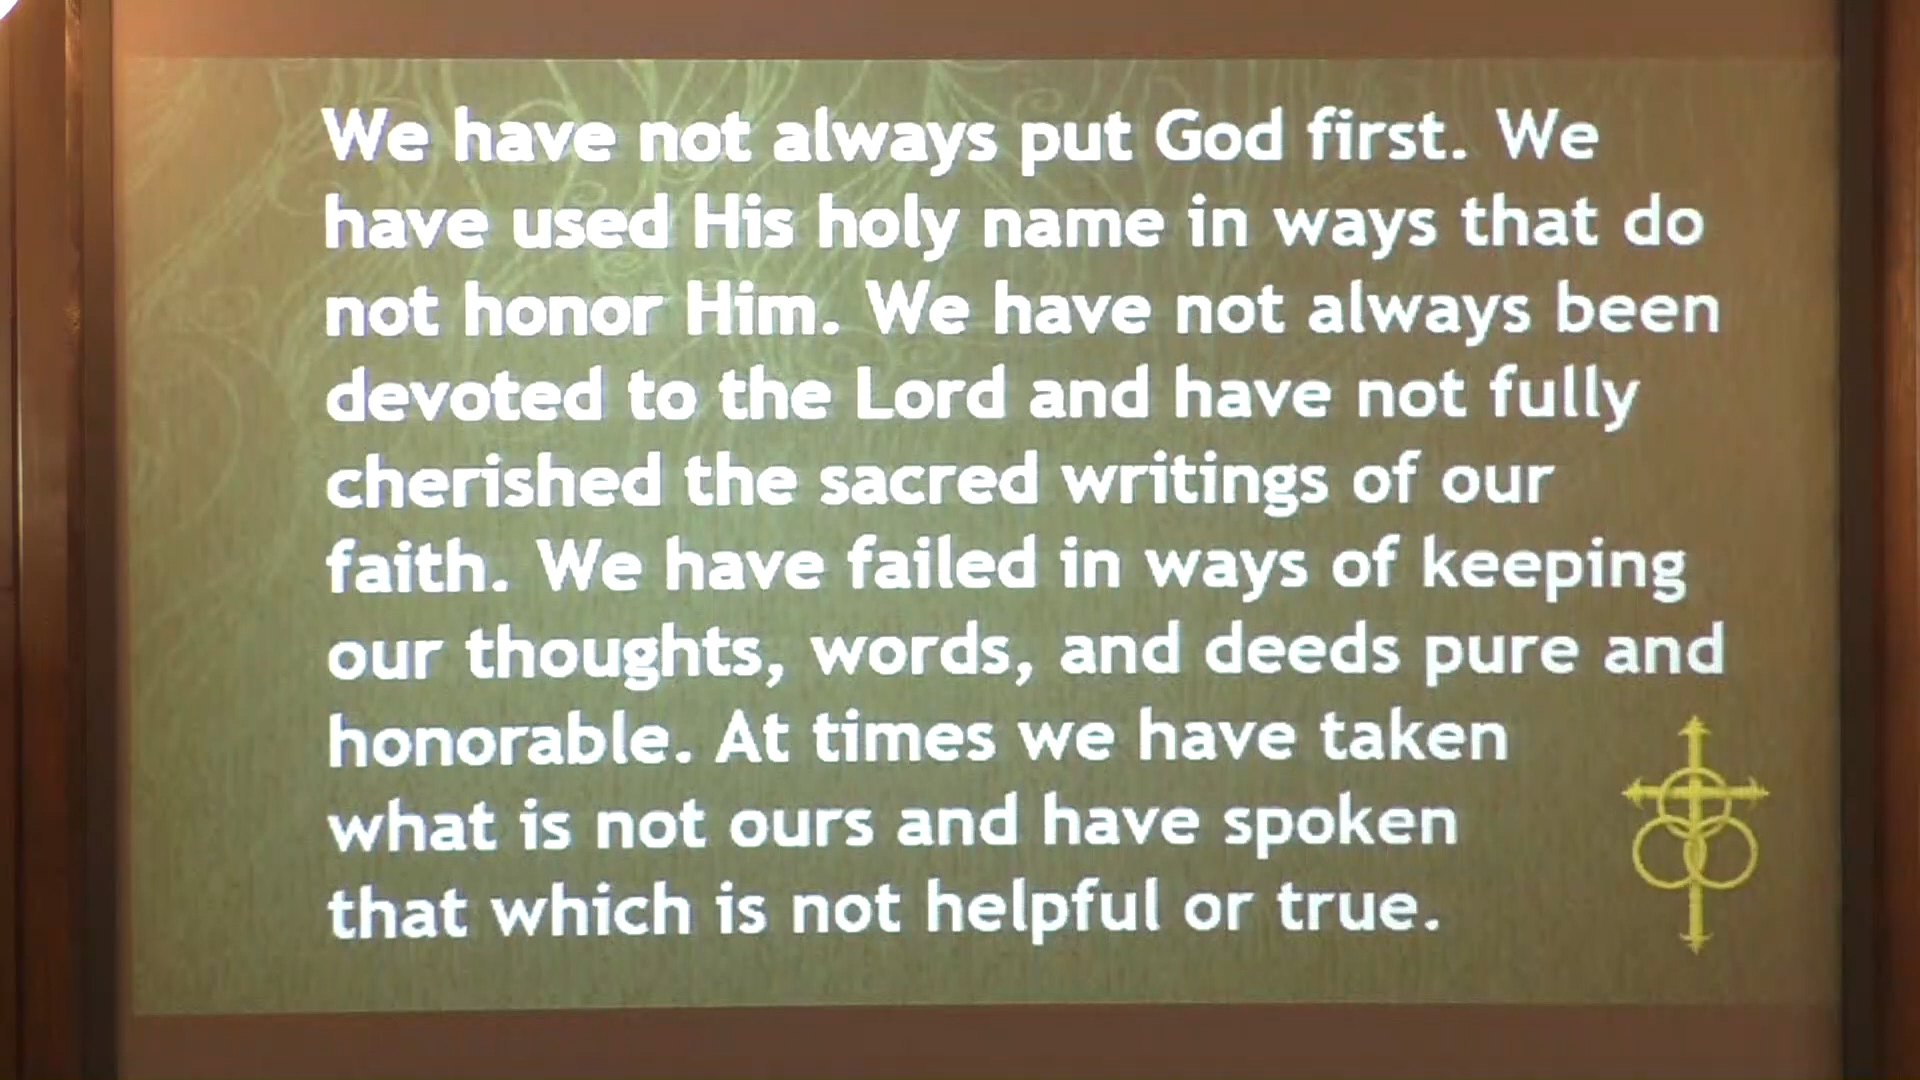 We have not always put God first. We
have used His holy name in ways that do
not honor Him. We have not always been
devoted to the Lord and have not fully
cherished the sacred writings of our
faith. We have failed in ways of keeping
our thoughts, words, and deeds pure and
honorable. At times we have taken
what is not ours and have spoken
that which is not helpful or true.